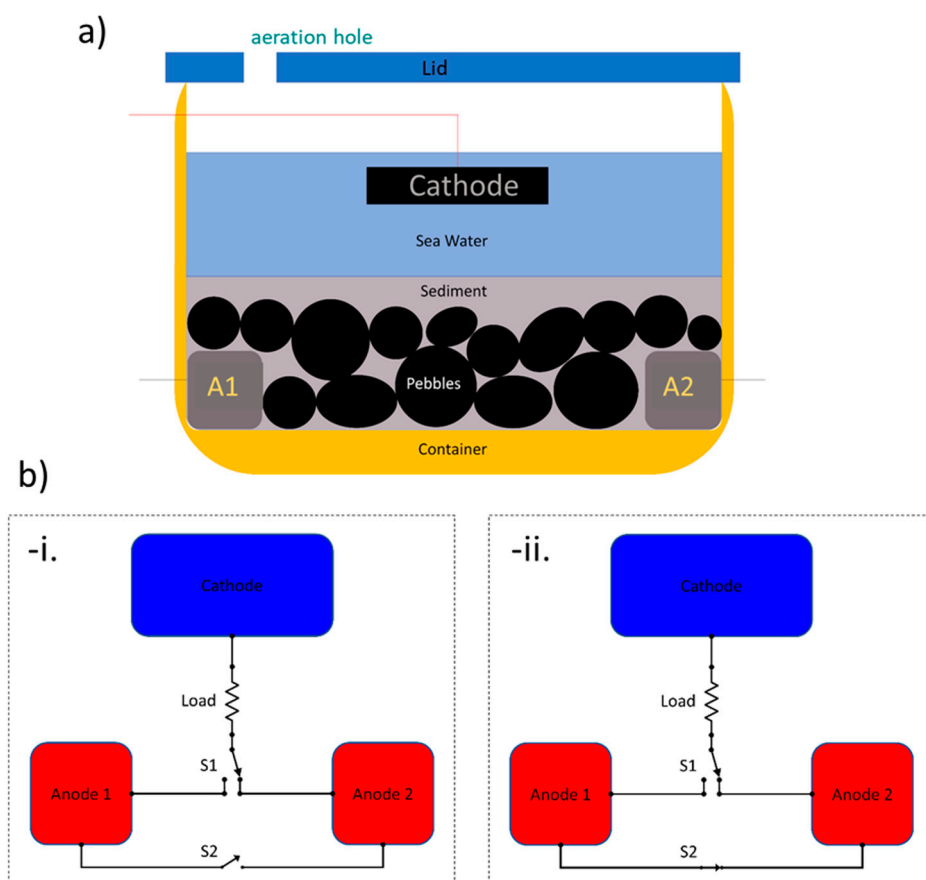 a)
aeration hole
Lid
Cathode
Sea Water
Sediment
A1
Pebbles
A2
Container
b)
-i.
Cathode
Load
S1
Anode 1
Anode 2
S2
-ii.
Cathode
Load
S1
Anode 1
Anode 2
S2